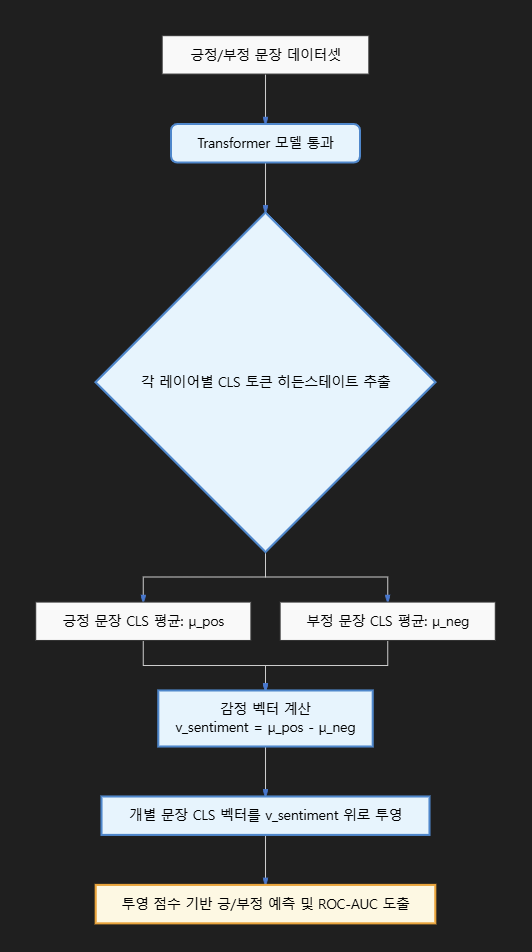 긍정/부정 문장 데이터셋
Transformer 모델 통과
각 레이어별 CLS 토큰 히든스테이트 추출
긍정 문장 CLS 평균: μ_pos
부정 문장 CLS 평균: μ_neg
감정 벡터 계산
v_sentiment = μ_pos - μ_neg
개별 문장 CLS 벡터를 v_sentiment 위로 투영
투영 점수 기반 긍/부정 예측 및 ROC-AUC 도출